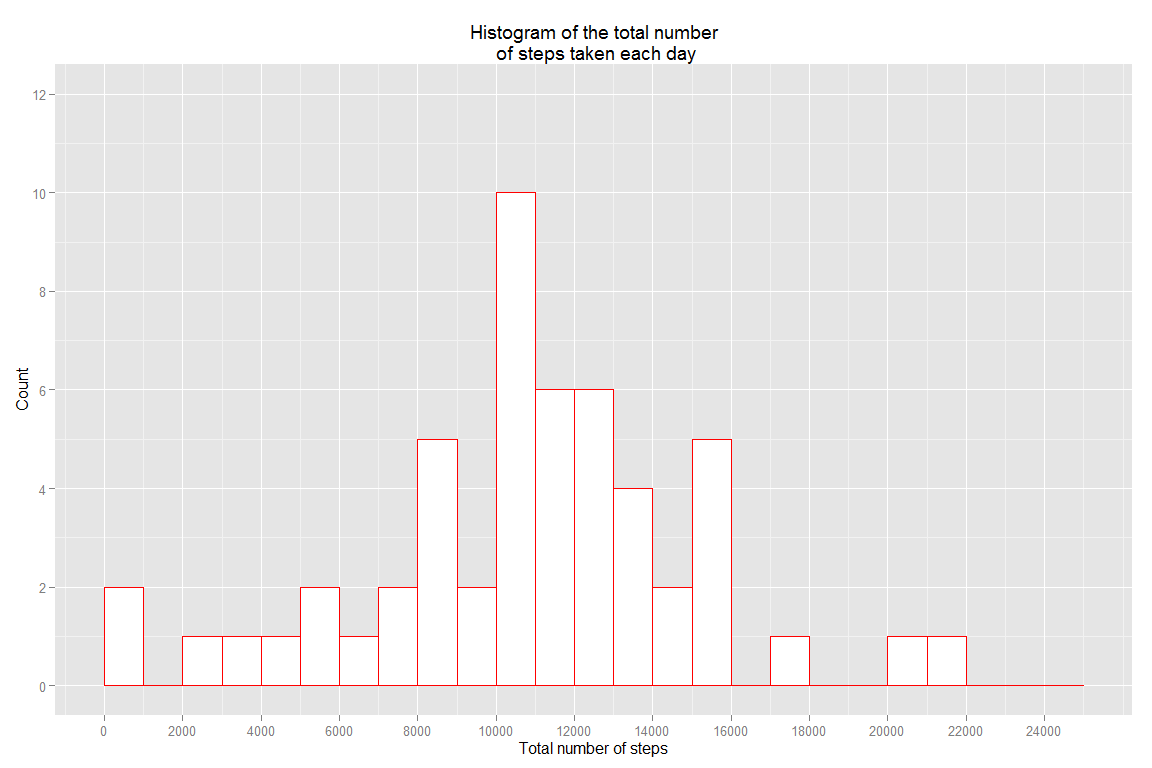 Histogram of the total number
of steps taken each day
12
10
8
6
4
2
0
Count
0 2000 4000 6000 8000 10000 12000 14000 16000 18000 20000 22000 24000
Total number of steps